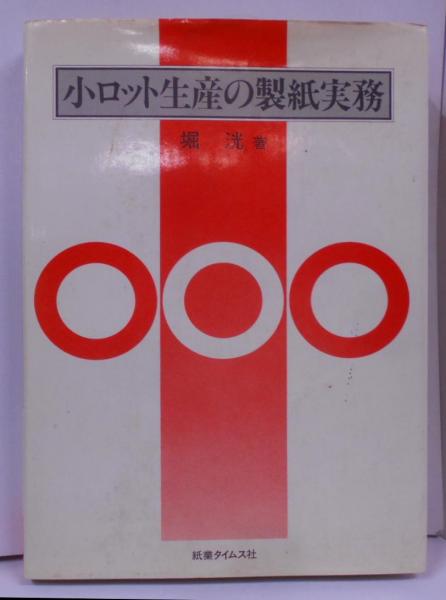 小ロット生産の製紙実務
堀 洸 著
紙業タイムス社